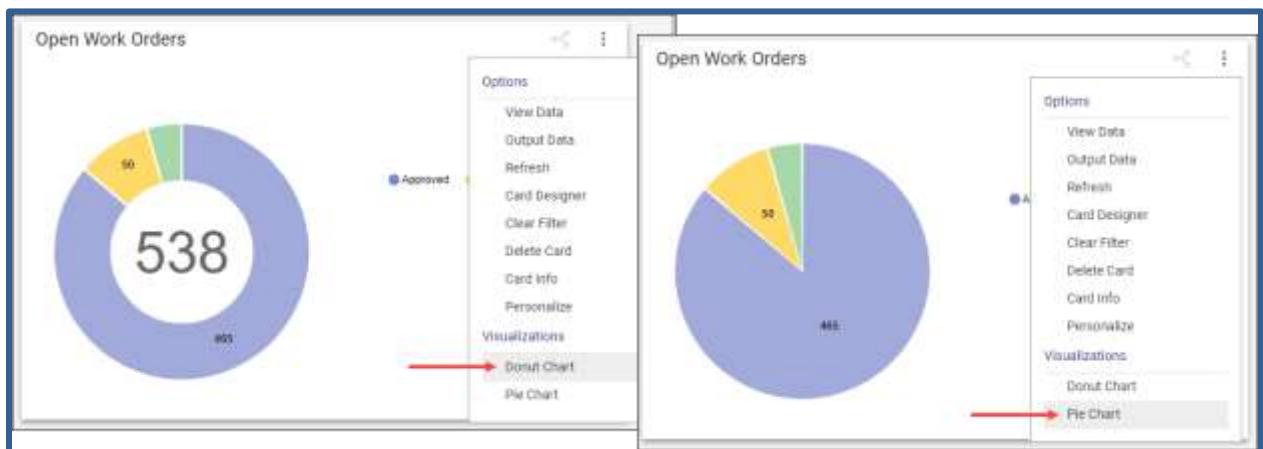 Open Work Orders
Options
View Data
Output Data
Refresh
Card Designer
Clear Filter
Delete Card
Card Info
Personalize
Visualizations
Donut Chart
Pie Chart
50
Approved
538
465
Open Work Orders
Options
View Data
Output Data
Refresh
Card Designer
Clear Filter
Delete Card
Card Info
Personalize
Visualizations
Donut Chart
Pie Chart
50
A
465